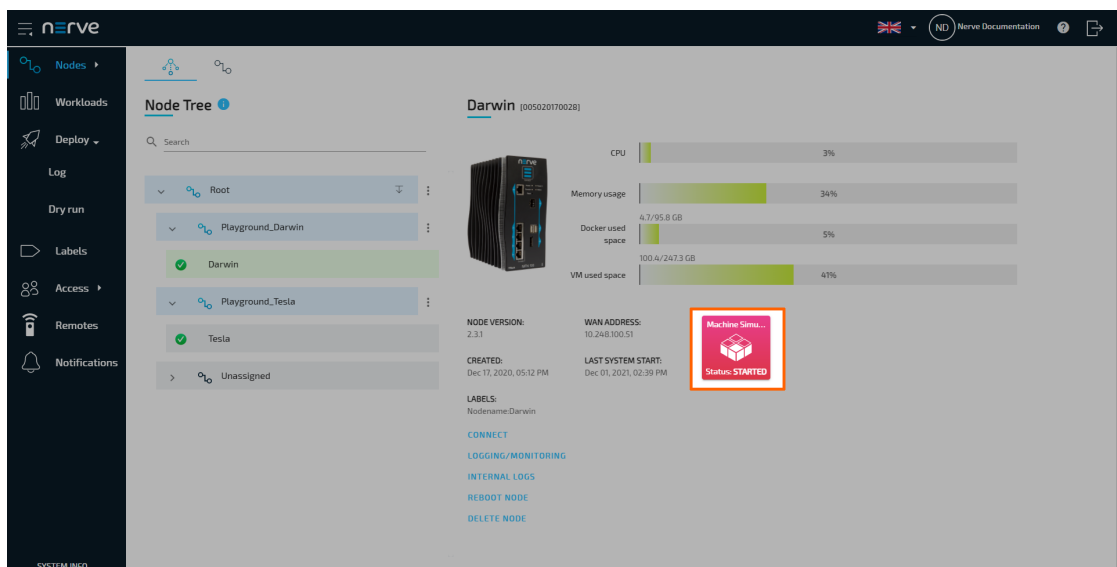 nerve
ND Nerve Documentation
Nodes
Workloads
Deploy
Log
Dry run
Labels
Access
Remotes
Notifications
SYSTEM INFO
Node Tree
Search
Root
Playground_Darwin
Darwin
Playground_Tesla
Tesla
Unassigned
Darwin [005020170028]
nerve
CPU 3%
Memory usage 34%
4.7/95.8 GB
Docker used space 5%
100.4/247.3 GB
VM used space 41%
NODE VERSION:
2.3.1
WAN ADDRESS:
10.248.100.51
CREATED:
Dec 17, 2020, 05:12 PM
LAST SYSTEM START:
Dec 01, 2021, 02:39 PM
LABELS:
Nodename:Darwin
Machine Simu...
Status: STARTED
CONNECT
LOGGING/MONITORING
INTERNAL LOGS
REBOOT NODE
DELETE NODE